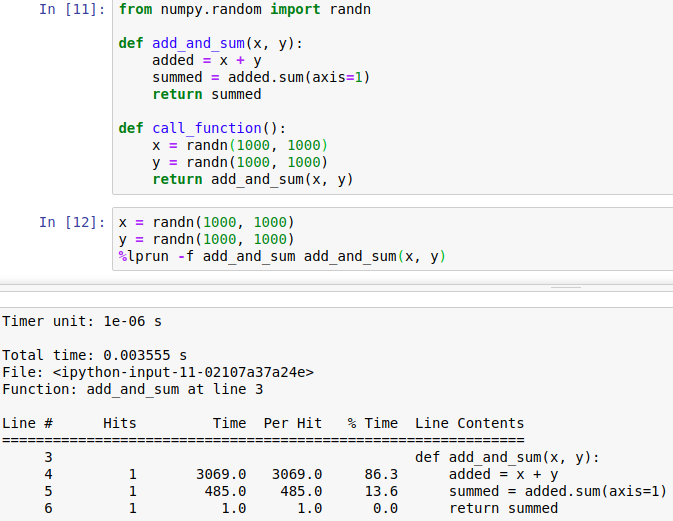 In [11]: from numpy.random import randn
def add_and_sum(x, y):
    added = x + y
    summed = added.sum(axis=1)
    return summed
def call_function():
    x = randn(1000, 1000)
    y = randn(1000, 1000)
    return add_and_sum(x, y)
In [12]: x = randn(1000, 1000)
y = randn(1000, 1000)
%lprun -f add_and_sum add_and_sum(x, y)
Timer unit: 1e-06 s
Total time: 0.003555 s
File: <ipython-input-11-02107a37a24e>
Function: add_and_sum at line 3
Line #      Hits         Time  Per Hit   % Time  Line Contents
==============================================================
     3                                           def add_and_sum(x, y):
     4         1       3069.0   3069.0     86.3      added = x + y
     5         1        485.0    485.0     13.6      summed = added.sum(axis=1)
     6         1          1.0      1.0      0.0      return summed